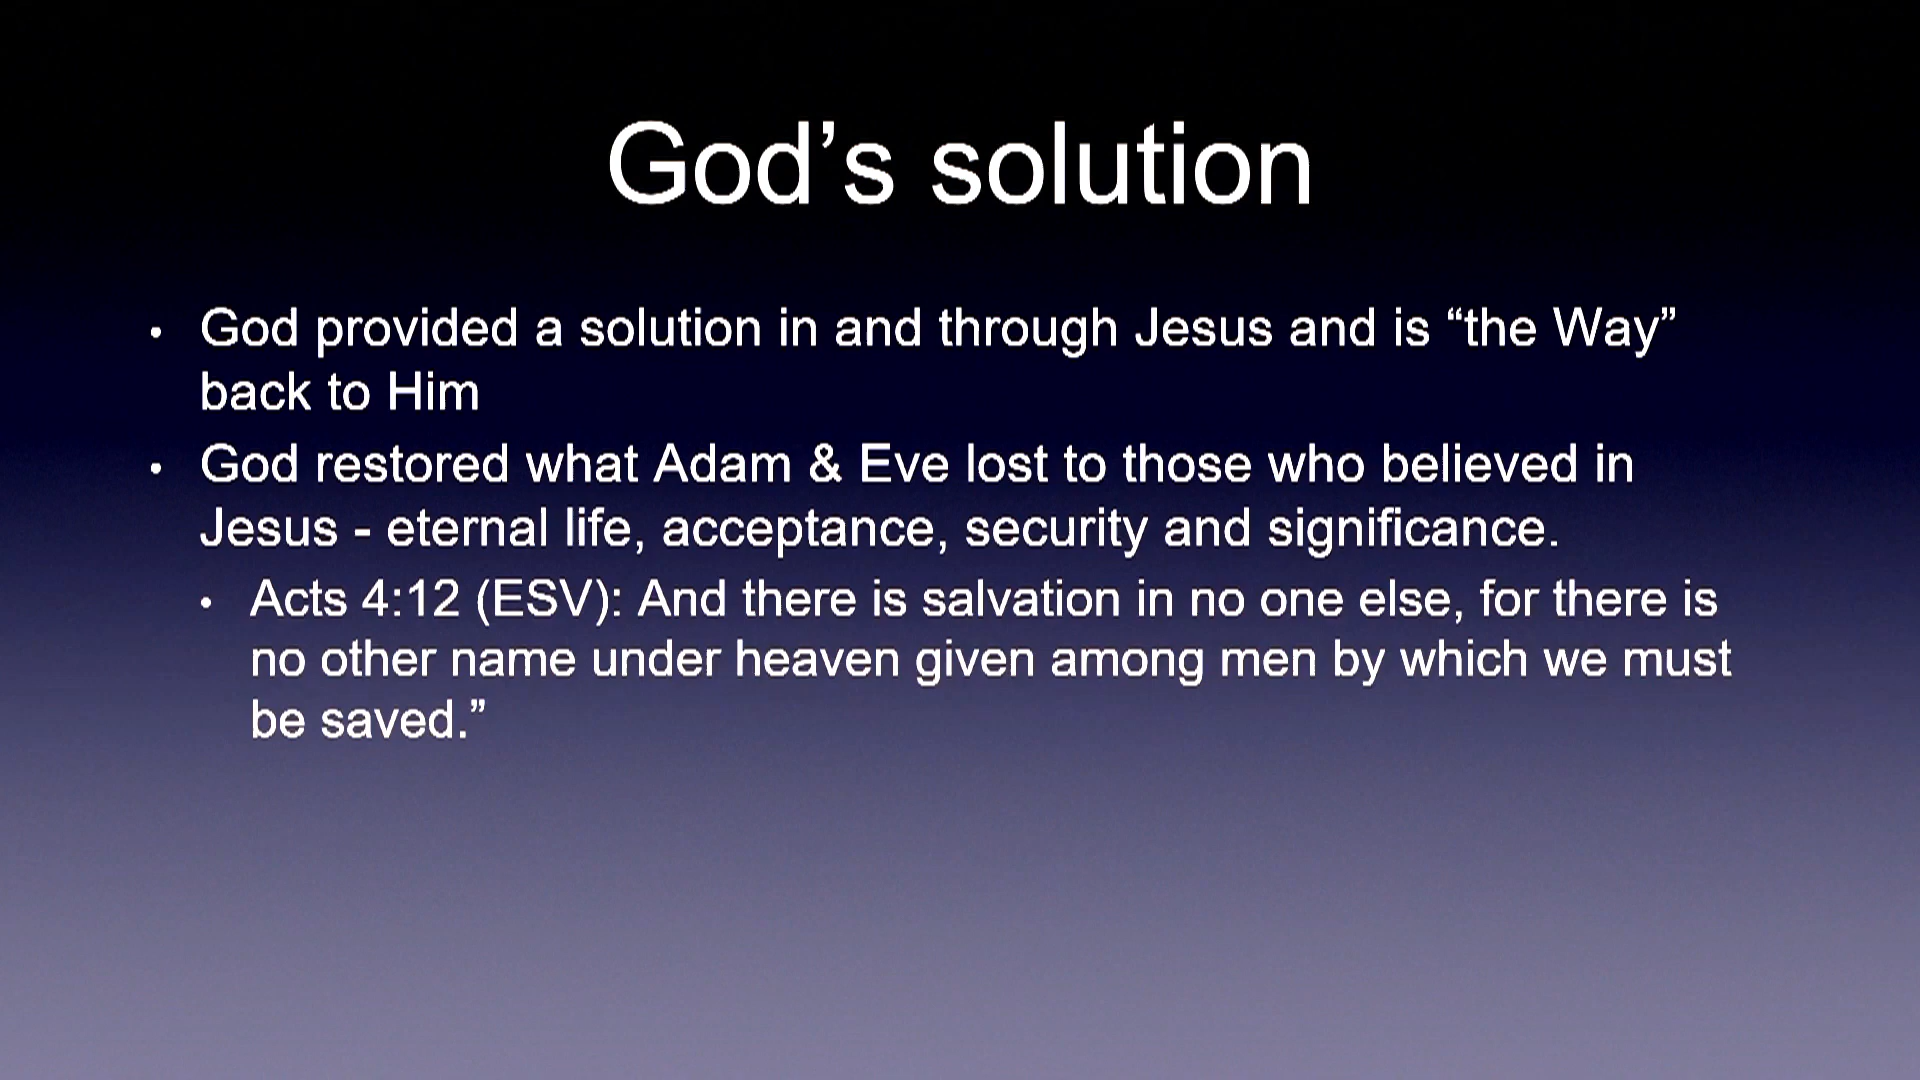 God’s solution
• God provided a solution in and through Jesus and is “the Way”
back to Him
• God restored what Adam & Eve lost to those who believed in
Jesus - eternal life, acceptance, security and significance.
• Acts 4:12 (ESV): And there is salvation in no one else, for there is
no other name under heaven given among men by which we must
be saved.”